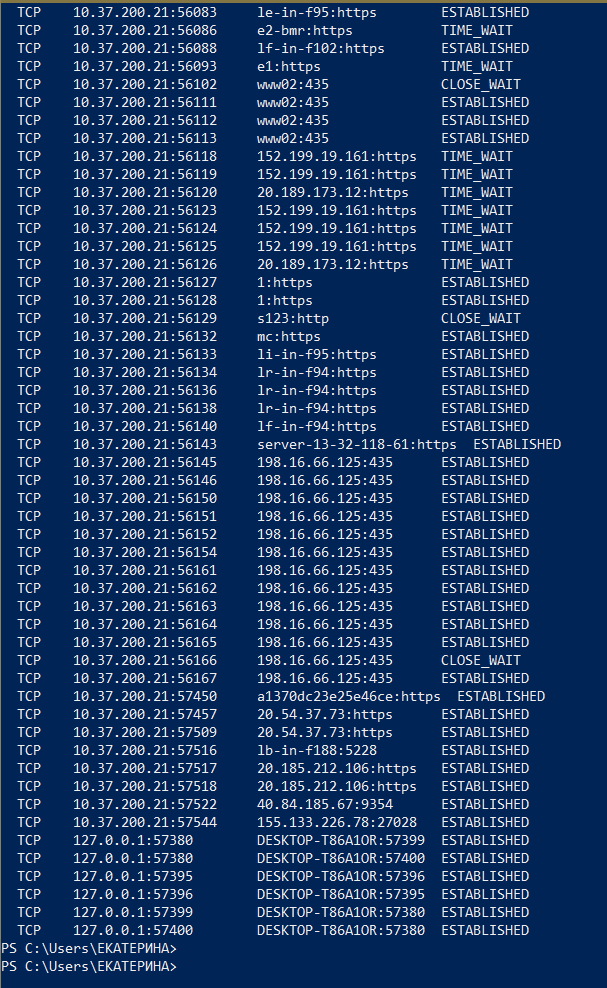 TCP 10.37.200.21:56083 le-in-f95:https ESTABLISHED
TCP 10.37.200.21:56086 e2-bmr:https TIME_WAIT
TCP 10.37.200.21:56088 lf-in-f102:https ESTABLISHED
TCP 10.37.200.21:56093 e1:https TIME_WAIT
TCP 10.37.200.21:56102 www02:435 CLOSE_WAIT
TCP 10.37.200.21:56111 www02:435 ESTABLISHED
TCP 10.37.200.21:56112 www02:435 ESTABLISHED
TCP 10.37.200.21:56113 www02:435 ESTABLISHED
TCP 10.37.200.21:56118 152.199.19.161:https TIME_WAIT
TCP 10.37.200.21:56119 152.199.19.161:https TIME_WAIT
TCP 10.37.200.21:56120 20.189.173.12:https TIME_WAIT
TCP 10.37.200.21:56123 152.199.19.161:https TIME_WAIT
TCP 10.37.200.21:56124 152.199.19.161:https TIME_WAIT
TCP 10.37.200.21:56125 152.199.19.161:https TIME_WAIT
TCP 10.37.200.21:56126 20.189.173.12:https TIME_WAIT
TCP 10.37.200.21:56127 1:https ESTABLISHED
TCP 10.37.200.21:56128 1:https ESTABLISHED
TCP 10.37.200.21:56129 s123:http CLOSE_WAIT
TCP 10.37.200.21:56132 mc:https ESTABLISHED
TCP 10.37.200.21:56133 li-in-f95:https ESTABLISHED
TCP 10.37.200.21:56134 lr-in-f94:https ESTABLISHED
TCP 10.37.200.21:56136 lr-in-f94:https ESTABLISHED
TCP 10.37.200.21:56138 lr-in-f94:https ESTABLISHED
TCP 10.37.200.21:56140 lf-in-f94:https ESTABLISHED
TCP 10.37.200.21:56143 server-13-32-118-61:https ESTABLISHED
TCP 10.37.200.21:56145 198.16.66.125:435 ESTABLISHED
TCP 10.37.200.21:56146 198.16.66.125:435 ESTABLISHED
TCP 10.37.200.21:56150 198.16.66.125:435 ESTABLISHED
TCP 10.37.200.21:56151 198.16.66.125:435 ESTABLISHED
TCP 10.37.200.21:56152 198.16.66.125:435 ESTABLISHED
TCP 10.37.200.21:56154 198.16.66.125:435 ESTABLISHED
TCP 10.37.200.21:56161 198.16.66.125:435 ESTABLISHED
TCP 10.37.200.21:56162 198.16.66.125:435 ESTABLISHED
TCP 10.37.200.21:56163 198.16.66.125:435 ESTABLISHED
TCP 10.37.200.21:56164 198.16.66.125:435 ESTABLISHED
TCP 10.37.200.21:56165 198.16.66.125:435 ESTABLISHED
TCP 10.37.200.21:56166 198.16.66.125:435 CLOSE_WAIT
TCP 10.37.200.21:56167 198.16.66.125:435 ESTABLISHED
TCP 10.37.200.21:57450 a1370dc23e25e46ce:https ESTABLISHED
TCP 10.37.200.21:57457 20.54.37.73:https ESTABLISHED
TCP 10.37.200.21:57509 20.54.37.73:https ESTABLISHED
TCP 10.37.200.21:57516 lb-in-f188:5228 ESTABLISHED
TCP 10.37.200.21:57517 20.185.212.106:https ESTABLISHED
TCP 10.37.200.21:57518 20.185.212.106:https ESTABLISHED
TCP 10.37.200.21:57522 40.84.185.67:9354 ESTABLISHED
TCP 10.37.200.21:57544 155.133.226.78:27028 ESTABLISHED
TCP 127.0.0.1:57380 DESKTOP-T86A1OR:57399 ESTABLISHED
TCP 127.0.0.1:57380 DESKTOP-T86A1OR:57400 ESTABLISHED
TCP 127.0.0.1:57395 DESKTOP-T86A1OR:57396 ESTABLISHED
TCP 127.0.0.1:57396 DESKTOP-T86A1OR:57395 ESTABLISHED
TCP 127.0.0.1:57399 DESKTOP-T86A1OR:57380 ESTABLISHED
TCP 127.0.0.1:57400 DESKTOP-T86A1OR:57380 ESTABLISHED
PS C:\Users\ЕКАТЕРИНА>
PS C:\Users\ЕКАТЕРИНА>